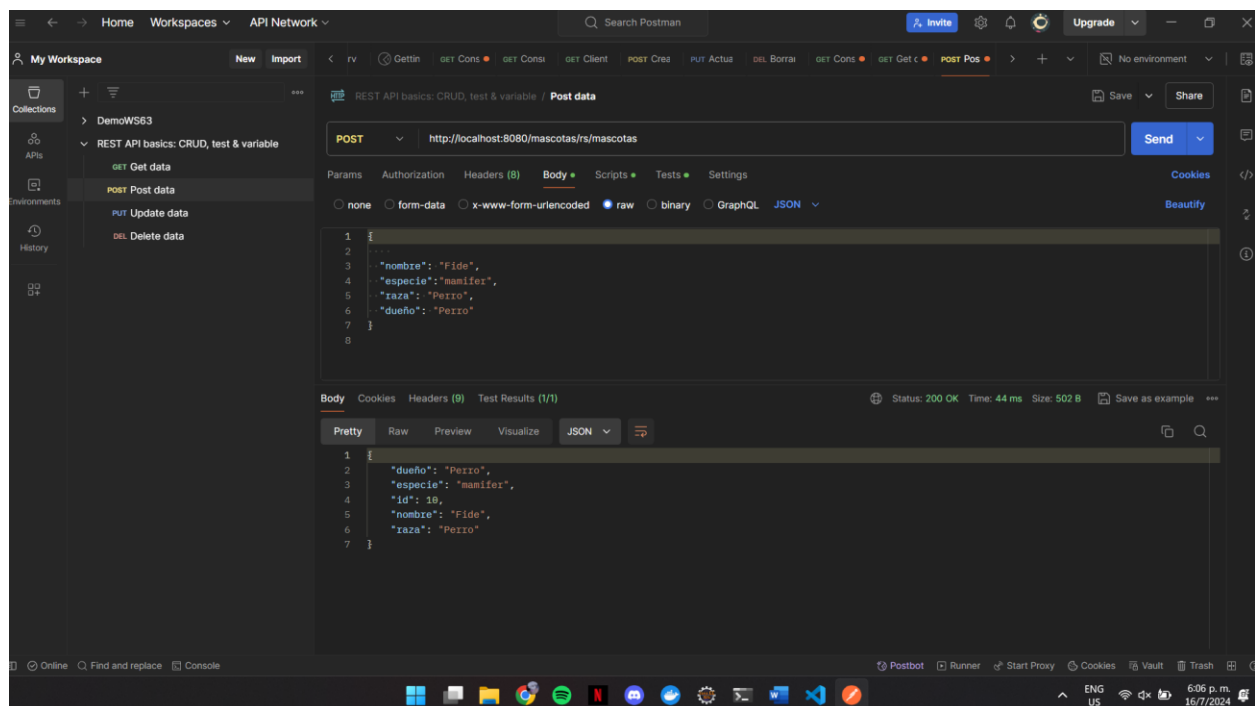 Home Workspaces API Network Search Postman Invite Upgrade
My Workspace New Import rv Gettin GET Cons GET Consu GET Client POST Crea PUT Actua DEL Borrar GET Cons GET Get c POST Pos No environment
Collections
APIs
Environments
History
DemoWS63
REST API basics: CRUD, test & variable
GET Get data
POST Post data
PUT Update data
DEL Delete data
REST API basics: CRUD, test & variable / Post data Save Share
POST http://localhost:8080/mascotas/rs/mascotas Send
Params Authorization Headers (8) Body Scripts Tests Settings Cookies
none form-data x-www-form-urlencoded raw binary GraphQL JSON Beautify
1 {
2
3 "nombre": "Fide",
4 "especie":"mamifer",
5 "raza": "Perro",
6 "dueño": "Perro"
7 }
8
Body Cookies Headers (9) Test Results (1/1) Status: 200 OK Time: 44 ms Size: 502 B Save as example
Pretty Raw Preview Visualize JSON
1 {
2 "dueño": "Perro",
3 "especie": "mamifer",
4 "id": 10,
5 "nombre": "Fide",
6 "raza": "Perro"
7 }
Online Find and replace Console Postbot Runner Start Proxy Cookies Vault Trash
ENG
US
6:06 p. m.
16/7/2024